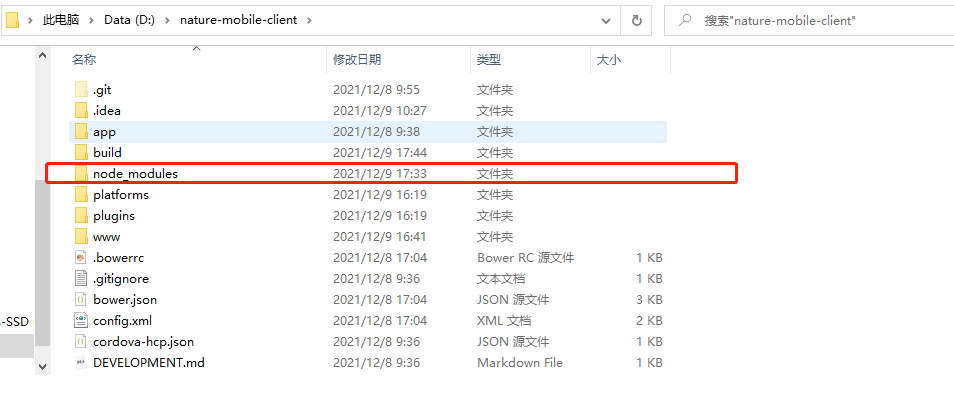 此电脑 › Data (D:) › nature-mobile-client ›
搜索"nature-mobile-client"
名称 修改日期 类型 大小
.git 2021/12/8 9:55 文件夹
.idea 2021/12/9 10:27 文件夹
app 2021/12/8 9:38 文件夹
build 2021/12/9 17:44 文件夹
node_modules 2021/12/9 17:33 文件夹
platforms 2021/12/9 16:19 文件夹
plugins 2021/12/9 16:19 文件夹
www 2021/12/9 16:41 文件夹
.bowerrc 2021/12/8 17:04 Bower RC 源文件 1 KB
.gitignore 2021/12/8 9:36 文本文档 1 KB
bower.json 2021/12/8 17:04 JSON 源文件 3 KB
config.xml 2021/12/8 17:04 XML 文档 2 KB
cordova-hcp.json 2021/12/8 9:36 JSON 源文件 1 KB
DEVELOPMENT.md 2021/12/8 9:36 Markdown File 1 KB
-SSD